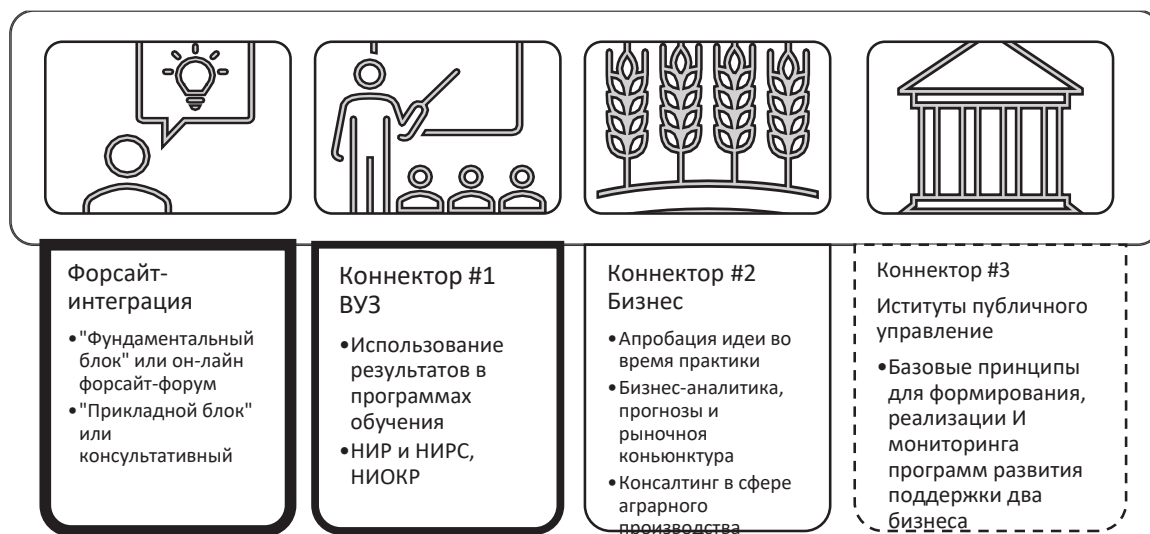 Форсайт-
интеграция
•"Фундаментальный
блок" или он-лайн
форсайт-форум
•"Прикладной блок"
или
консультативный
Коннектор #1
ВУЗ
•Использование
результатов в
программах
обучения
•НИР и НИРС,
НИОКР
Коннектор #2
Бизнес
•Апробация идеи во
время практики
•Бизнес-аналитика,
прогнозы и
рыночноя
коньюнктура
•Консалтинг в сфере
аграрного
производства
Коннектор #3
Иституты публичного
управление
•Базовые принципы
для формирования,
реализации И
мониторинга
программ развития
поддержки два
бизнеса